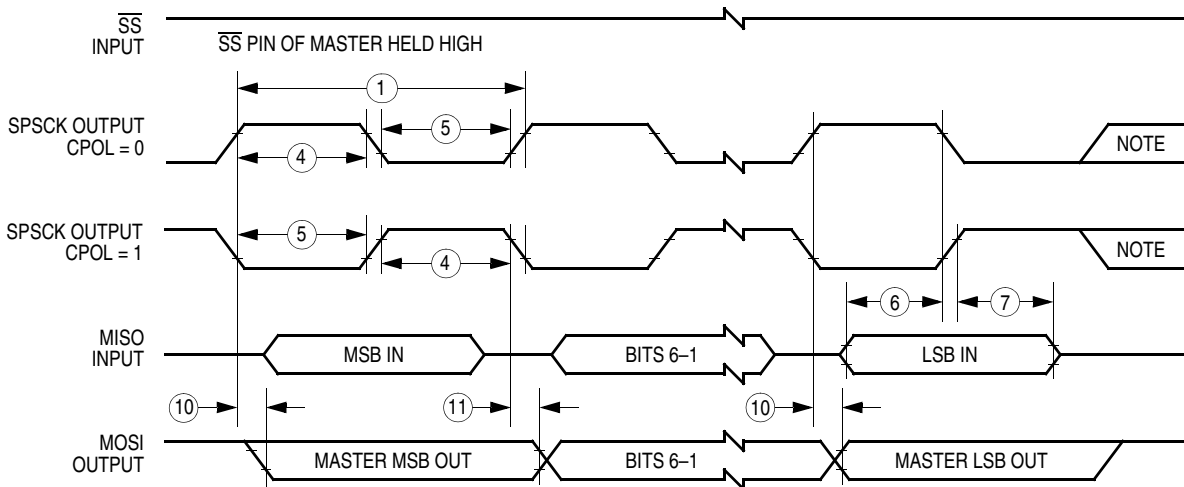 SS
INPUT
SS PIN OF MASTER HELD HIGH
1
SPSCK OUTPUT
CPOL = 0
5
4
NOTE
SPSCK OUTPUT
CPOL = 1
5
4
NOTE
6
7
MISO
INPUT
MSB IN
BITS 6–1
LSB IN
10
11
10
MOSI
OUTPUT
MASTER MSB OUT
BITS 6–1
MASTER LSB OUT